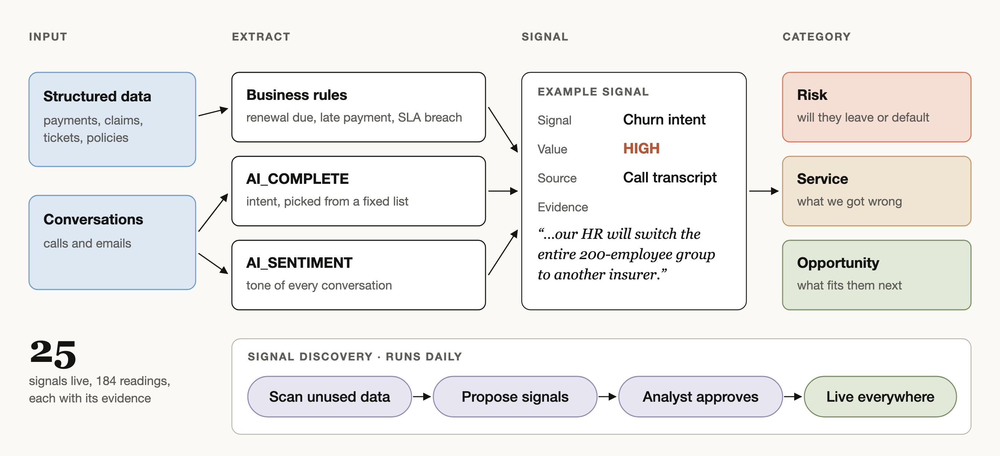 INPUT
EXTRACT
SIGNAL
CATEGORY
Structured data
payments, claims,
tickets, policies
Conversations
calls and emails
Business rules
renewal due, late payment, SLA breach
AI_COMPLETE
intent, picked from a fixed list
AI_SENTIMENT
tone of every conversation
EXAMPLE SIGNAL
Signal Churn intent
Value HIGH
Source Call transcript
Evidence
“…our HR will switch the
entire 200-employee group
to another insurer.”
Risk
will they leave or default
Service
what we got wrong
Opportunity
what fits them next
25
signals live, 184 readings,
each with its evidence
SIGNAL DISCOVERY · RUNS DAILY
Scan unused data
Propose signals
Analyst approves
Live everywhere